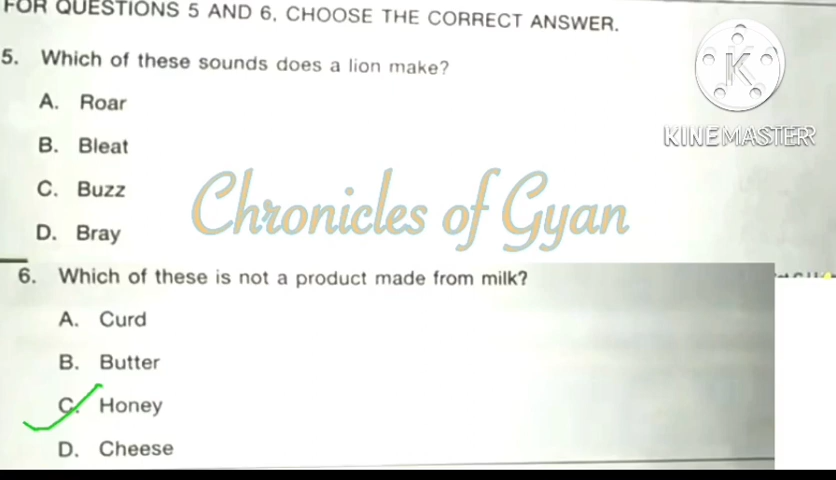 FOR QUESTIONS 5 AND 6, CHOOSE THE CORRECT ANSWER.
5. Which of these sounds does a lion make?
A. Roar
B. Bleat
C. Buzz
D. Bray
K
KINEMASTER
Chronicles of Gyan
6. Which of these is not a product made from milk?
A. Curd
B. Butter
C. Honey
D. Cheese